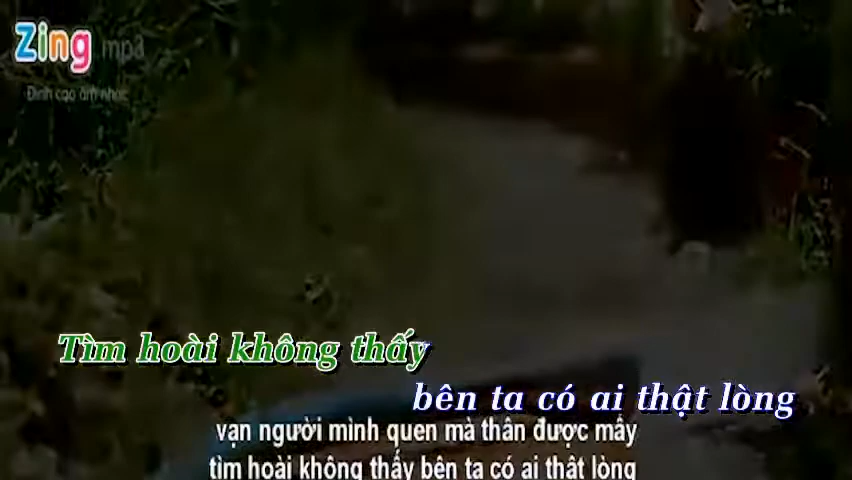 Zing mp3
Đỉnh cao âm nhạc
Tìm hoài không thấy
bên ta có ai thật lòng
vạn người mình quen mà thân được mấy
tìm hoài không thấy bên ta có ai thật lòng